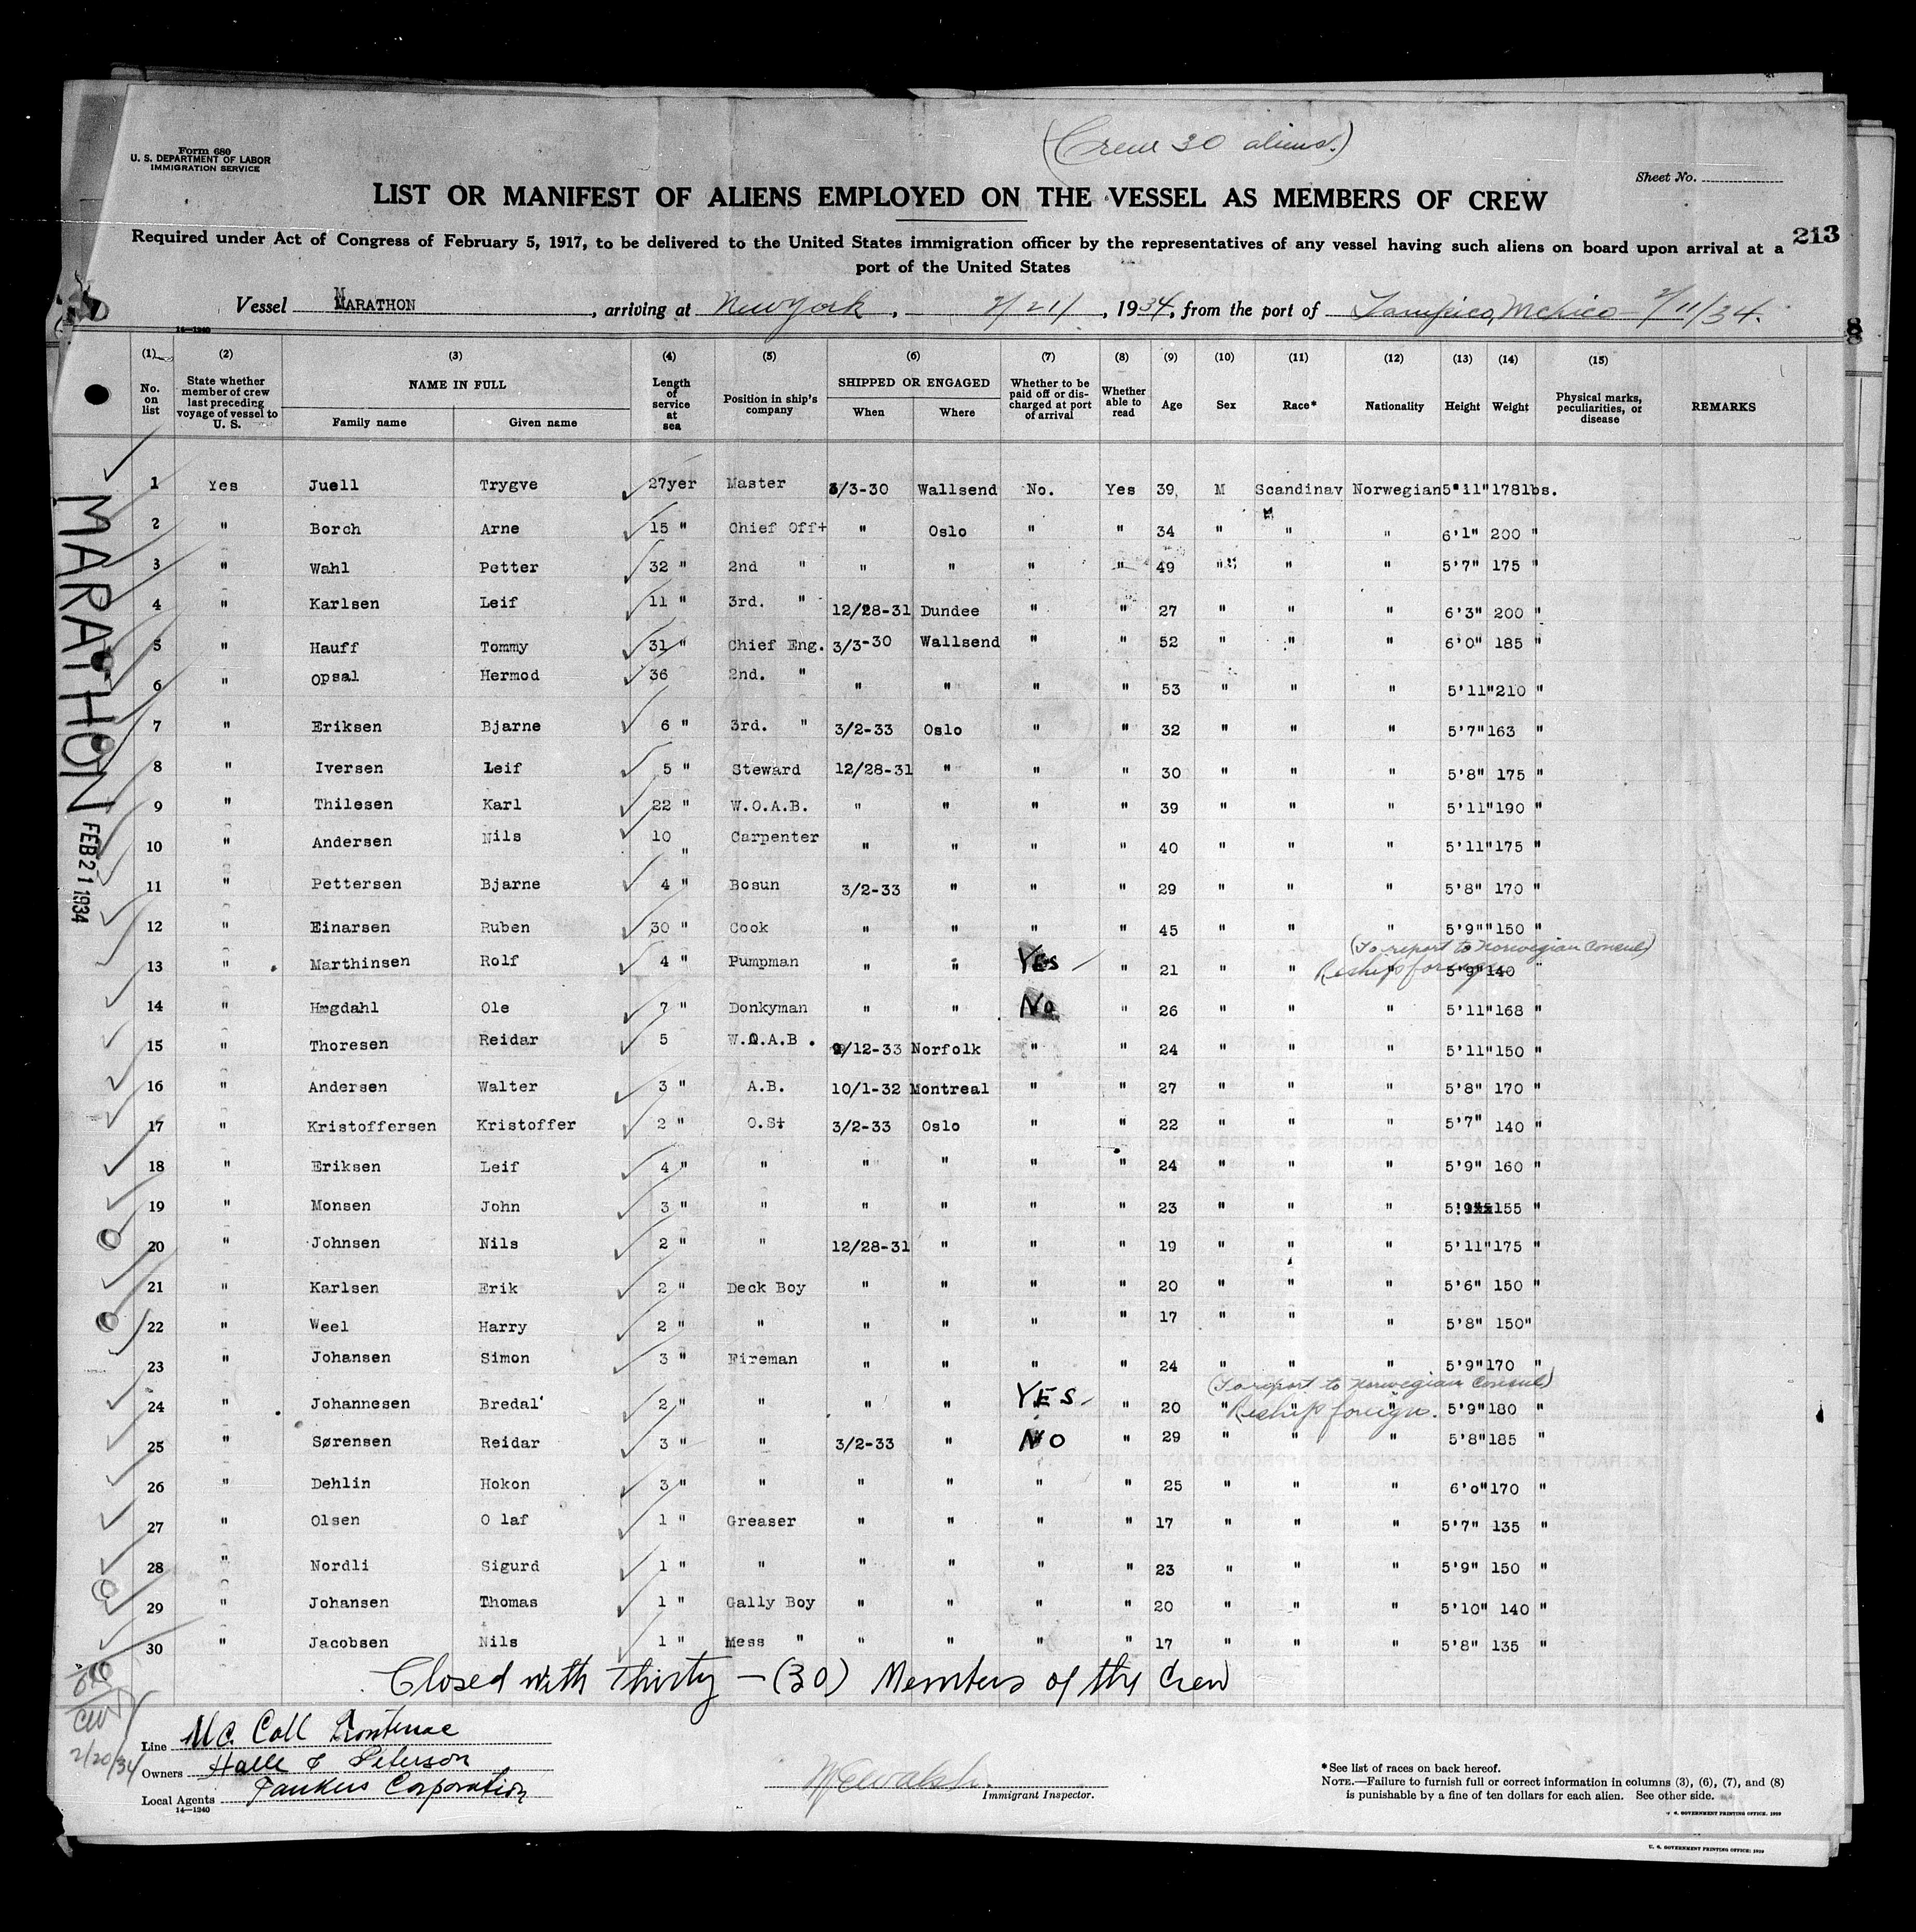 (Crew 30 aliens.)
Form 680
U. S. DEPARTMENT OF LABOR
IMMIGRATION SERVICE
Sheet No.
LIST OR MANIFEST OF ALIENS EMPLOYED ON THE VESSEL AS MEMBERS OF CREW
213
Required under Act of Congress of February 5, 1917, to be delivered to the United States immigration officer by the representatives of any vessel having such aliens on board upon arrival at a
port of the United States
Vessel MARATHON, arriving at New York, 2/21/, 1934, from the port of Tampico, Mexico - 2/11/34.
14—1240
(1) (2) (3) (4) (5) (6) (7) (8) (9) (10) (11) (12) (13) (14) (15)
No. on list | State whether member of crew last preceding voyage of vessel to U. S. | NAME IN FULL | Family name | Given name | Length of service at sea | Position in ship's company | SHIPPED OR ENGAGED | When | Where | Whether to be paid off or discharged at port of arrival | Whether able to read | Age | Sex | Race* | Nationality | Height | Weight | Physical marks, peculiarities, or disease | REMARKS
1 Yes Juell Trygve 27yer Master 3/3-30 Wallsend No. Yes 39 M Scandinav Norwegian 5"11" 178lbs.
2 " Borch Arne 15 " Chief Off+ " Oslo " " 34 " " " 6'1" 200 "
3 " Wahl Petter 32 " 2nd " " " " " 49 " " " 5'7" 175 "
4 " Karlsen Leif 11 " 3rd. " 12/28-31 Dundee " " 27 " " " 6'3" 200 "
5 " Hauff Tommy 31 " Chief Eng. 3/3-30 Wallsend " " 52 " " " 6'0" 185 "
6 " Opsal Hermod 36 2nd. " " " " " 53 " " " 5'11" 210 "
7 " Eriksen Bjarne 6 " 3rd. " 3/2-33 Oslo " " 32 " " " 5'7" 163 "
8 " Iversen Leif 5 " Steward 12/28-31 " " " 30 " " " 5'8" 175 "
9 " Thilesen Karl 22 " W.O.A.B. " " " " 39 " " " 5'11" 190 "
10 " Andersen Nils 10 " Carpenter " " " " 40 " " " 5'11" 175 "
11 " Pettersen Bjarne 4 " Bosun 3/2-33 " " " 29 " " " 5'8" 170 "
12 " Einarsen Ruben 30 " Cook " " " " 45 " " " 5'9" 150 "
(To report to Norwegian Consul)
13 " Marthinsen Rolf 4 " Pumpman " " Yes " 21 " " " 5'9" 140 "
Reship foreign
14 " Høgdahl Ole 7 " Donkyman " " No " 26 " " " 5'11" 168 "
15 " Thoresen Reidar 5 W.O.A.B. 9/12-33 Norfolk " " 24 " " " 5'11" 150 "
16 " Andersen Walter 3 " A.B. 10/1-32 Montreal " " 27 " " " 5'8" 170 "
17 " Kristoffersen Kristoffer 2 " O.S+ 3/2-33 Oslo " " 22 " " " 5'7" 140 "
18 " Eriksen Leif 4 " " " " " " 24 " " " 5'9" 160 "
19 " Monsen John 3 " " " " " " 23 " " " 5'9" 155 "
20 " Johnsen Nils 2 " " 12/28-31 " " " 19 " " " 5'11" 175 "
21 " Karlsen Erik 2 " Deck Boy " " " " 20 " " " 5'6" 150 "
22 " Weel Harry 2 " " " " " " 17 " " " 5'8" 150 "
23 " Johansen Simon 3 " Fireman " " " " 24 " " " 5'9" 170 "
(To report to Norwegian Consul)
24 " Johannesen Bredal' 2 " " " " YES " 20 " " " 5'9" 180 "
Reship foreign.
25 " Sørensen Reidar 3 " " 3/2-33 " NO " 29 " " " 5'8" 185 "
26 " Dehlin Hokon 3 " " " " " " 25 " " " 6'0" 170 "
27 " Olsen O laf 1 " Greaser " " " " 17 " " " 5'7" 135 "
28 " Nordli Sigurd 1 " " " " " " 23 " " " 5'9" 150 "
29 " Johansen Thomas 1 " Gally Boy " " " " 20 " " " 5'10" 140 "
30 " Jacobsen Nils 1 " Mess " " " " " 17 " " " 5'8" 135 "
Closed with Thirty — (30) Members of the Crew
MARATHON
FEB 21 1934
2/20/34
Line Mc Coll Frontenac
Owners Halle & Peterson
Local Agents Tankers Corporation
14—1240
Immigrant Inspector.
*See list of races on back hereof.
NOTE.—Failure to furnish full or correct information in columns (3), (6), (7), and (8)
is punishable by a fine of ten dollars for each alien. See other side.
U. S. GOVERNMENT PRINTING OFFICE: 1929
U. S. GOVERNMENT PRINTING OFFICE: 1929